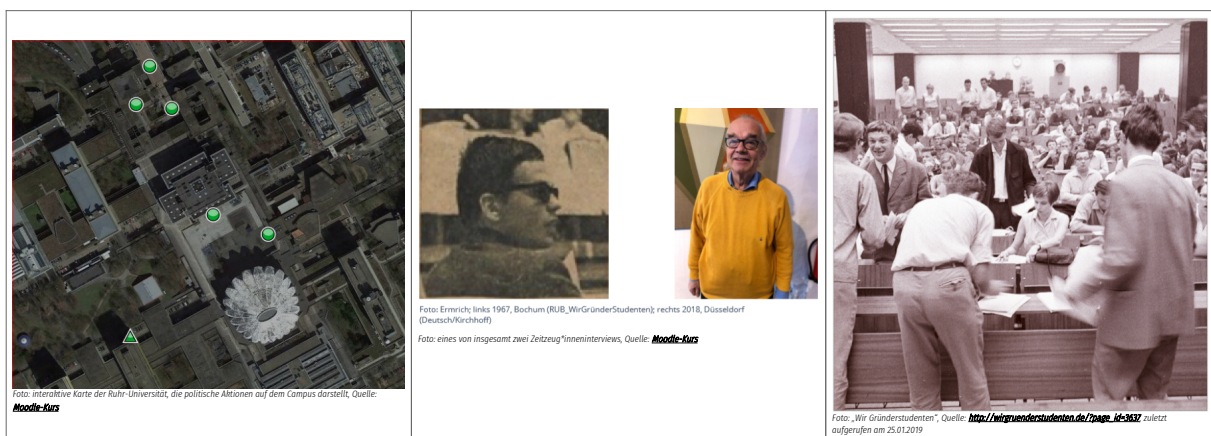 Foto: interaktive Karte der Ruhr-Universität, die politische Aktionen auf dem Campus darstellt, Quelle:
Moodle-Kurs
Foto: Ermrich; links 1967, Bochum (RUB_WirGründerStudenten); rechts 2018, Düsseldorf
(Deutsch/Kirchhoff)
Foto: eines von insgesamt zwei Zeitzeug*inneninterviews, Quelle: Moodle-Kurs
Foto: „Wir Gründerstudenten“, Quelle: http://wirgruenderstudenten.de/?page_id=3637 zuletzt
aufgerufen am 25.01.2019